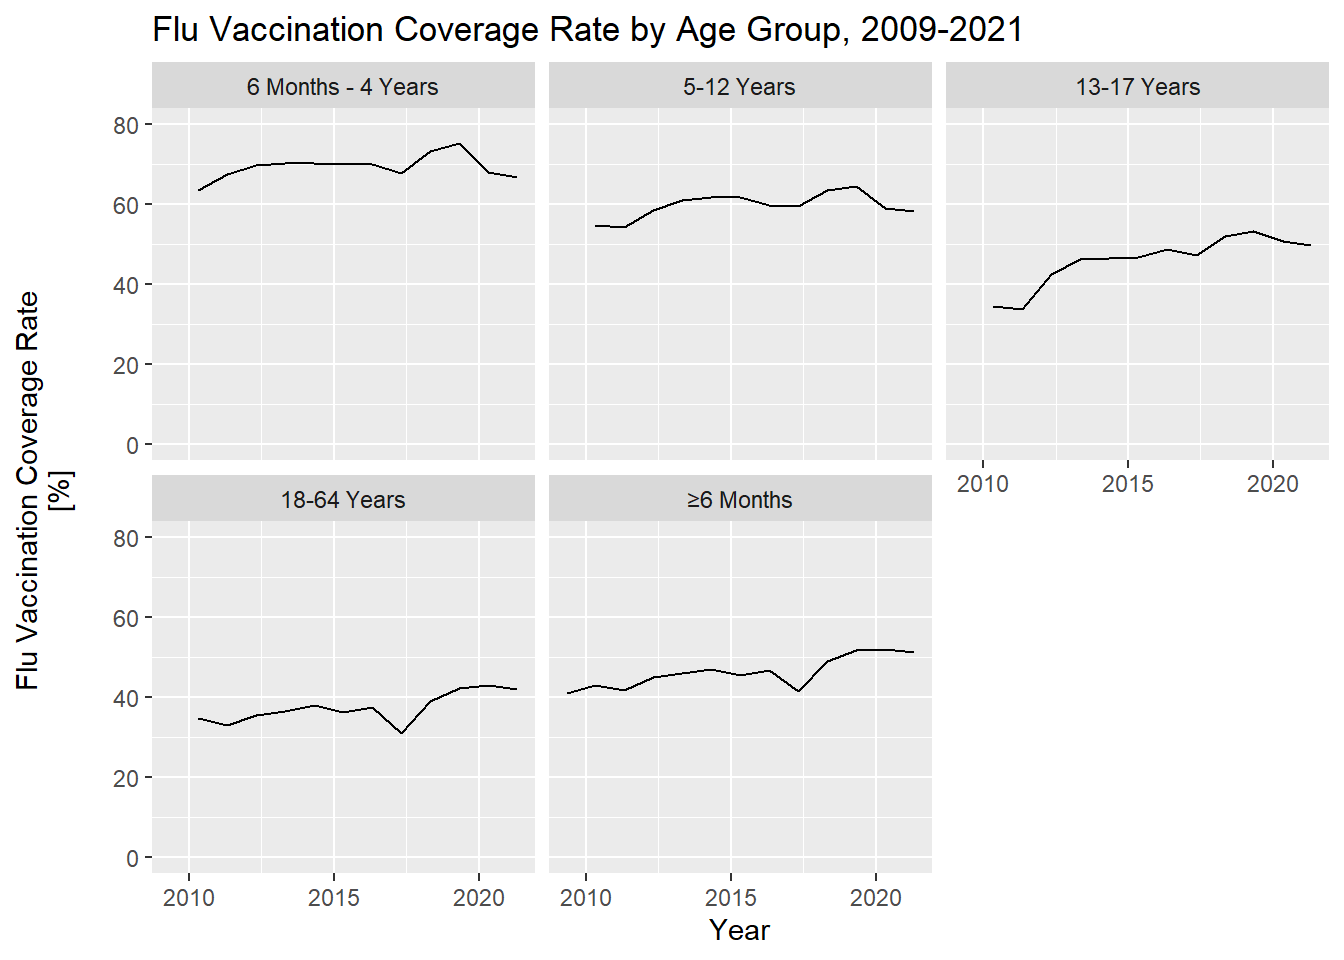 Flu Vaccination Coverage Rate by Age Group, 2009-2021
6 Months - 4 Years
5-12 Years
13-17 Years
80
60
40
20
0
2010 2015 2020
18-64 Years
≥6 Months
80
60
40
20
0
2010 2015 2020
2010 2015 2020
Year
Flu Vaccination Coverage Rate
[%]